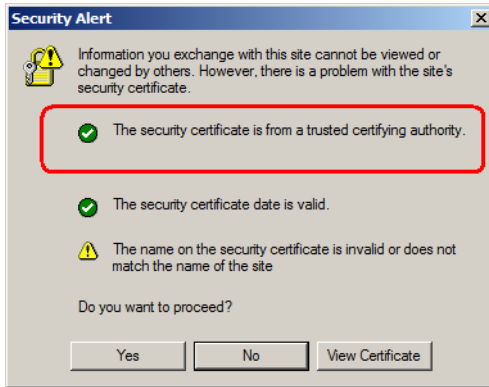 Security Alert
Information you exchange with this site cannot be viewed or
changed by others. However, there is a problem with the site's
security certificate.
The security certificate is from a trusted certifying authority.
The security certificate date is valid.
The name on the security certificate is invalid or does not
match the name of the site
Do you want to proceed?
Yes
No
View Certificate